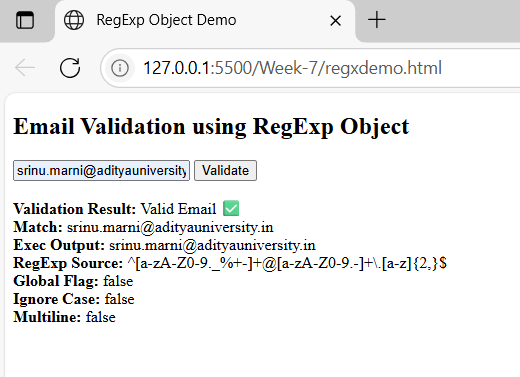 RegExp Object Demo
127.0.0.1:5500/Week-7/regxdemo.html
Email Validation using RegExp Object
srinu.marni@adityauniversity Validate
Validation Result: Valid Email ✅
Match: srinu.marni@adityauniversity.in
Exec Output: srinu.marni@adityauniversity.in
RegExp Source: ^[a-zA-Z0-9._%+-]+@[a-zA-Z0-9.-]+\.[a-z]{2,}$
Global Flag: false
Ignore Case: false
Multiline: false